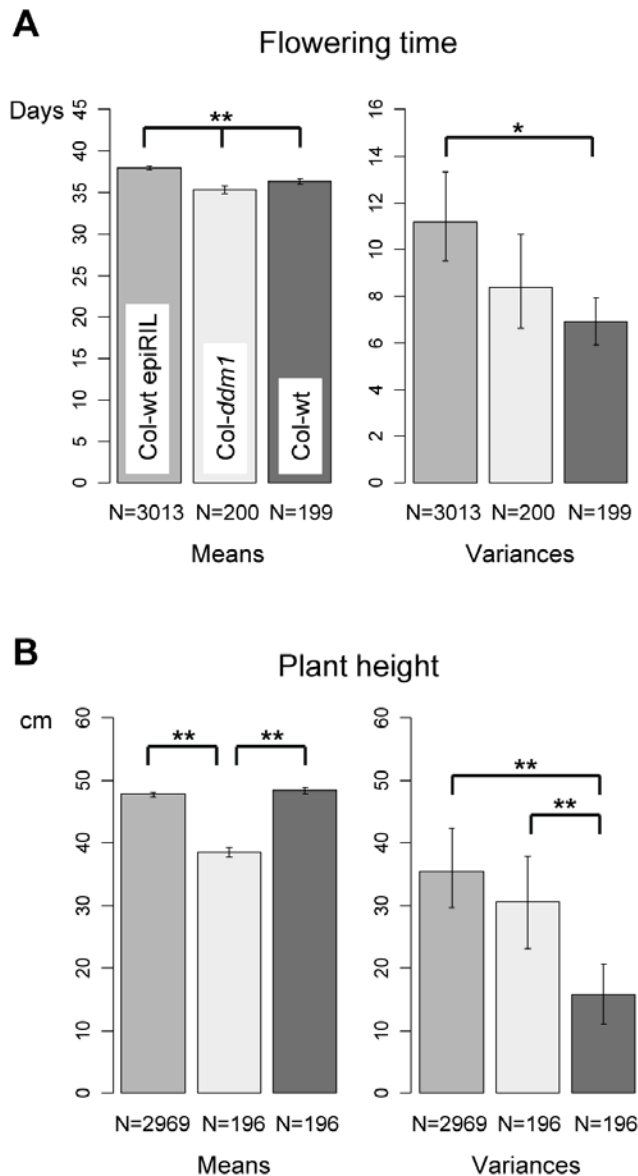 A
Flowering time
Days
45
40
35
30
25
20
15
10
5
0
**
Col-wt epiRIL
Col-ddm1
Col-wt
N=3013 N=200 N=199
Means
16
14
12
10
8
6
4
2
0
*
N=3013 N=200 N=199
Variances
B
Plant height
cm
60
50
40
30
20
10
0
** **
N=2969 N=196 N=196
Means
60
50
40
30
20
10
0
**
**
N=2969 N=196 N=196
Variances